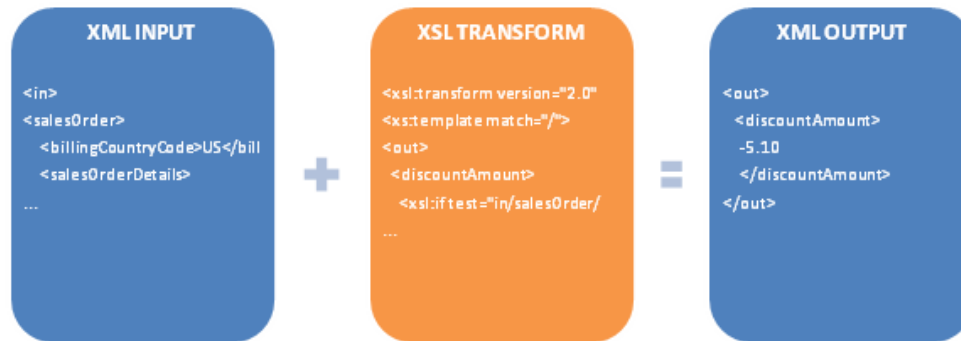 XML INPUT
<in>
<salesOrder>
<billingCountryCode>US</bill
<salesOrderDetails>
...
+
XSL TRANSFORM
<xsl:transform version="2.0"
<xs:template match="/">
<out>
<discountAmount>
<xsl:if test="in/salesOrder/
...
=
XML OUTPUT
<out>
<discountAmount>
-5.10
</discountAmount>
</out>